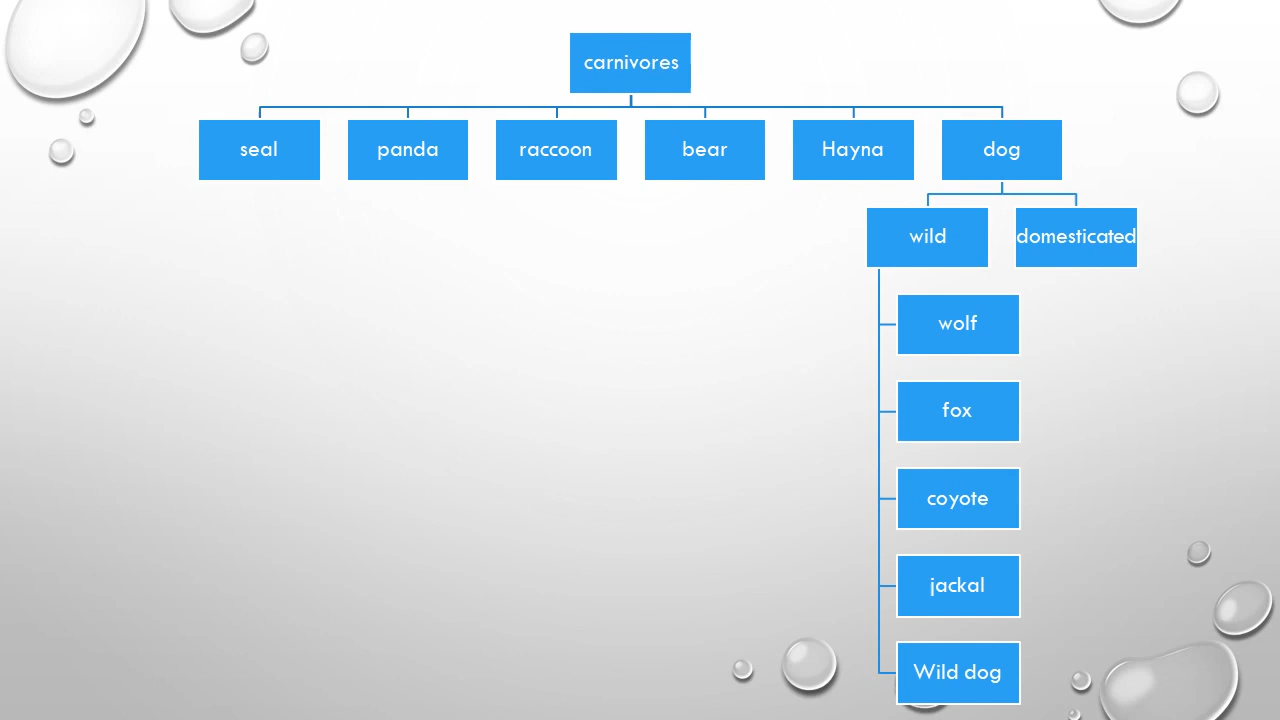 carnivores
seal
panda
raccoon
bear
Hayna
dog
wild
domesticated
wolf
fox
coyote
jackal
Wild dog